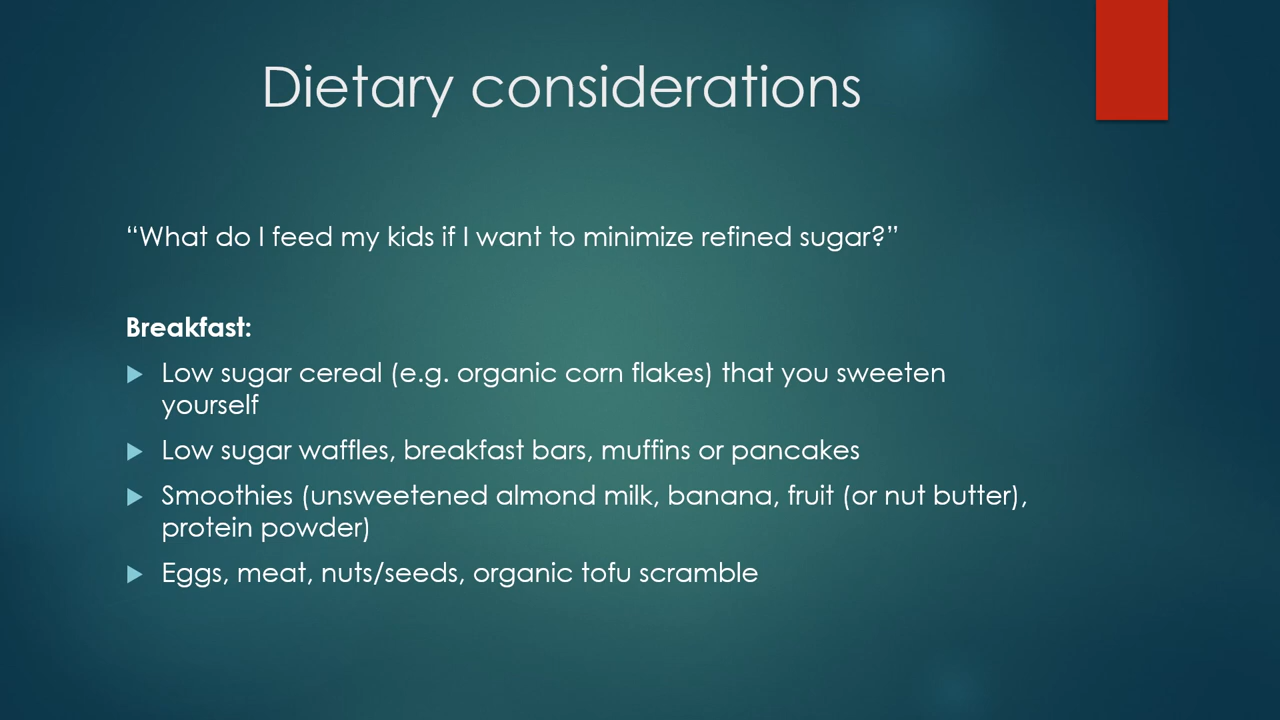 Dietary considerations
“What do I feed my kids if I want to minimize refined sugar?”
Breakfast:
Low sugar cereal (e.g. organic corn flakes) that you sweeten
yourself
Low sugar waffles, breakfast bars, muffins or pancakes
Smoothies (unsweetened almond milk, banana, fruit (or nut butter),
protein powder)
Eggs, meat, nuts/seeds, organic tofu scramble